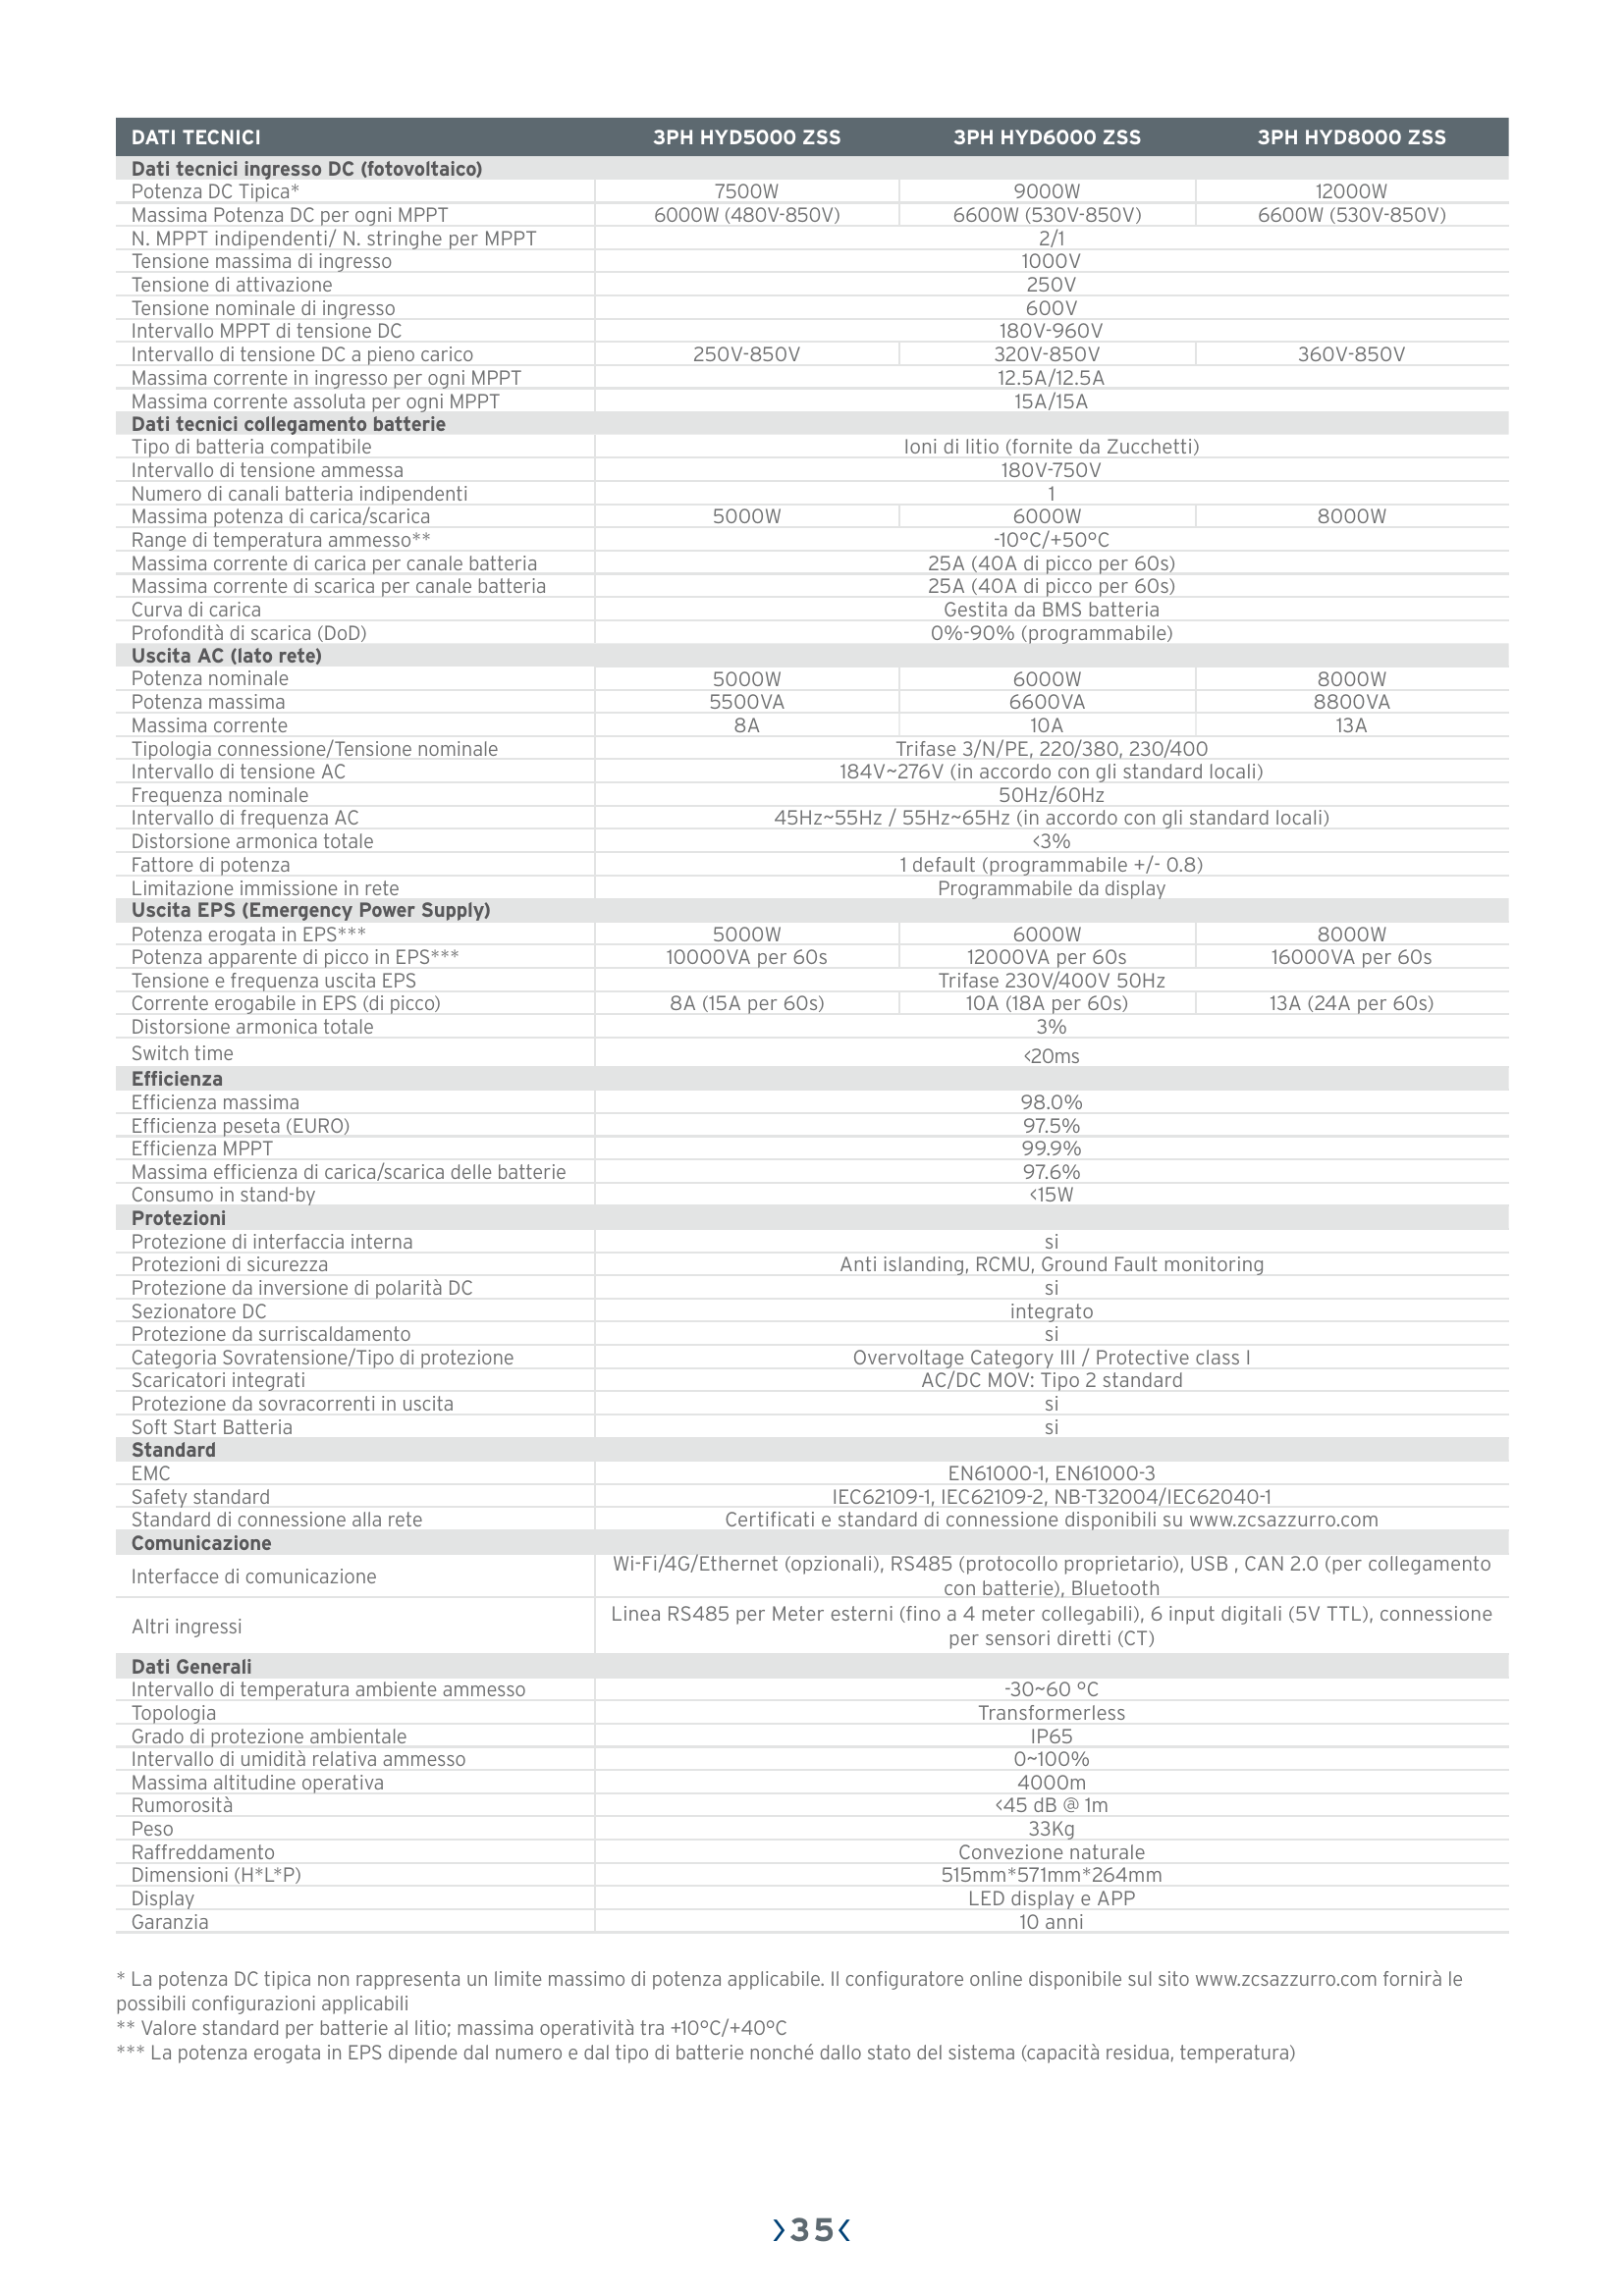 DATI TECNICI 3PH HYD5000 ZSS 3PH HYD6000 ZSS 3PH HYD8000 ZSS
Dati tecnici ingresso DC (fotovoltaico)
Potenza DC Tipica* 7500W 9000W 12000W
Massima Potenza DC per ogni MPPT 6000W (480V-850V) 6600W (530V-850V) 6600W (530V-850V)
N. MPPT indipendenti/ N. stringhe per MPPT 2/1
Tensione massima di ingresso 1000V
Tensione di attivazione 250V
Tensione nominale di ingresso 600V
Intervallo MPPT di tensione DC 180V-960V
Intervallo di tensione DC a pieno carico 250V-850V 320V-850V 360V-850V
Massima corrente in ingresso per ogni MPPT 12.5A/12.5A
Massima corrente assoluta per ogni MPPT 15A/15A
Dati tecnici collegamento batterie
Tipo di batteria compatibile Ioni di litio (fornite da Zucchetti)
Intervallo di tensione ammessa 180V-750V
Numero di canali batteria indipendenti 1
Massima potenza di carica/scarica 5000W 6000W 8000W
Range di temperatura ammesso** -10°C/+50°C
Massima corrente di carica per canale batteria 25A (40A di picco per 60s)
Massima corrente di scarica per canale batteria 25A (40A di picco per 60s)
Curva di carica Gestita da BMS batteria
Profondità di scarica (DoD) 0%-90% (programmabile)
Uscita AC (lato rete)
Potenza nominale 5000W 6000W 8000W
Potenza massima 5500VA 6600VA 8800VA
Massima corrente 8A 10A 13A
Tipologia connessione/Tensione nominale Trifase 3/N/PE, 220/380, 230/400
Intervallo di tensione AC 184V~276V (in accordo con gli standard locali)
Frequenza nominale 50Hz/60Hz
Intervallo di frequenza AC 45Hz~55Hz / 55Hz~65Hz (in accordo con gli standard locali)
Distorsione armonica totale <3%
Fattore di potenza 1 default (programmabile +/- 0.8)
Limitazione immissione in rete Programmabile da display
Uscita EPS (Emergency Power Supply)
Potenza erogata in EPS*** 5000W 6000W 8000W
Potenza apparente di picco in EPS*** 10000VA per 60s 12000VA per 60s 16000VA per 60s
Tensione e frequenza uscita EPS Trifase 230V/400V 50Hz
Corrente erogabile in EPS (di picco) 8A (15A per 60s) 10A (18A per 60s) 13A (24A per 60s)
Distorsione armonica totale 3%
Switch time <20ms
Efficienza
Efficienza massima 98.0%
Efficienza peseta (EURO) 97.5%
Efficienza MPPT 99.9%
Massima efficienza di carica/scarica delle batterie 97.6%
Consumo in stand-by <15W
Protezioni
Protezione di interfaccia interna si
Protezioni di sicurezza Anti islanding, RCMU, Ground Fault monitoring
Protezione da inversione di polarità DC si
Sezionatore DC integrato
Protezione da surriscaldamento si
Categoria Sovratensione/Tipo di protezione Overvoltage Category III / Protective class I
Scaricatori integrati AC/DC MOV: Tipo 2 standard
Protezione da sovracorrenti in uscita si
Soft Start Batteria si
Standard
EMC EN61000-1, EN61000-3
Safety standard IEC62109-1, IEC62109-2, NB-T32004/IEC62040-1
Standard di connessione alla rete Certificati e standard di connessione disponibili su www.zcsazzurro.com
Comunicazione
Interfacce di comunicazione Wi-Fi/4G/Ethernet (opzionali), RS485 (protocollo proprietario), USB , CAN 2.0 (per collegamento
con batterie), Bluetooth
Altri ingressi Linea RS485 per Meter esterni (fino a 4 meter collegabili), 6 input digitali (5V TTL), connessione
per sensori diretti (CT)
Dati Generali
Intervallo di temperatura ambiente ammesso -30~60 °C
Topologia Transformerless
Grado di protezione ambientale IP65
Intervallo di umidità relativa ammesso 0~100%
Massima altitudine operativa 4000m
Rumorosità <45 dB @ 1m
Peso 33Kg
Raffreddamento Convezione naturale
Dimensioni (H*L*P) 515mm*571mm*264mm
Display LED display e APP
Garanzia 10 anni
* La potenza DC tipica non rappresenta un limite massimo di potenza applicabile. Il configuratore online disponibile sul sito www.zcsazzurro.com fornirà le
possibili configurazioni applicabili
** Valore standard per batterie al litio; massima operatività tra +10°C/+40°C
*** La potenza erogata in EPS dipende dal numero e dal tipo di batterie nonché dallo stato del sistema (capacità residua, temperatura)
35